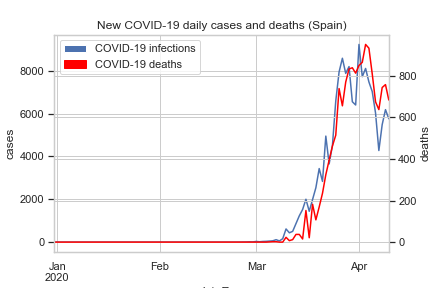 New COVID-19 daily cases and deaths (Spain)
COVID-19 infections
COVID-19 deaths
cases
8000
6000
4000
2000
0
deaths
800
600
400
200
0
Jan Feb Mar Apr
2020